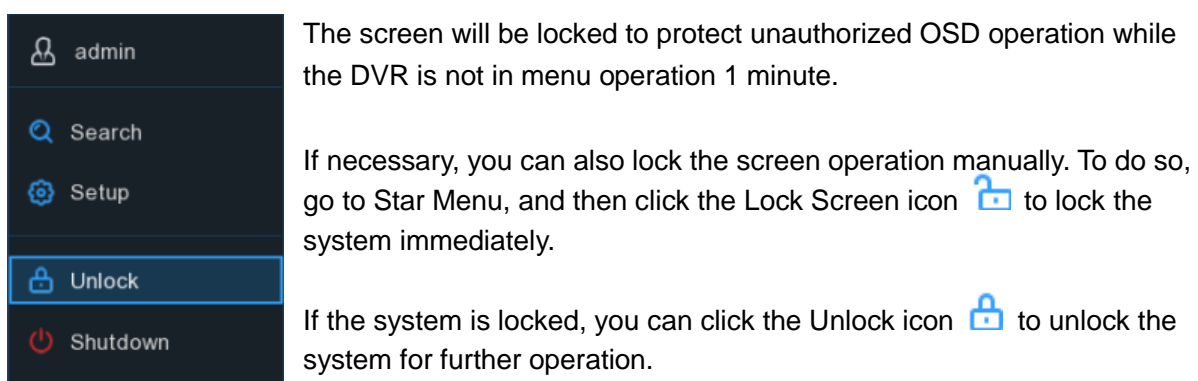 admin
Search
Setup
Unlock
Shutdown
The screen will be locked to protect unauthorized OSD operation while
the DVR is not in menu operation 1 minute.
If necessary, you can also lock the screen operation manually. To do so,
go to Star Menu, and then click the Lock Screen icon to lock the
system immediately.
If the system is locked, you can click the Unlock icon to unlock the
system for further operation.